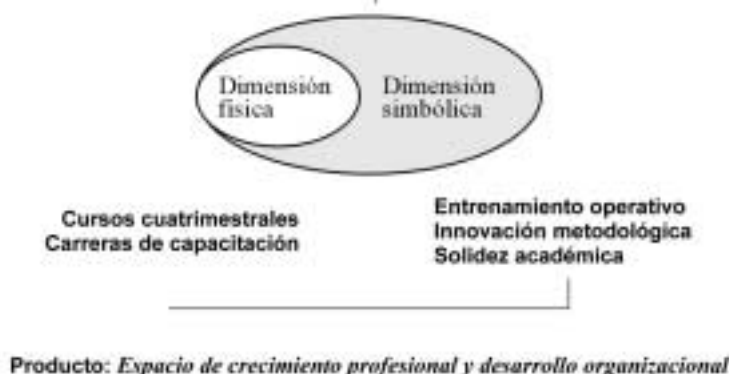 Dimensión
física
Dimensión
simbólica
Cursos cuatrimestrales
Carreras de capacitación
Entrenamiento operativo
Innovación metodológica
Solidez académica
Producto: Espacio de crecimiento profesional y desarrollo organizacional